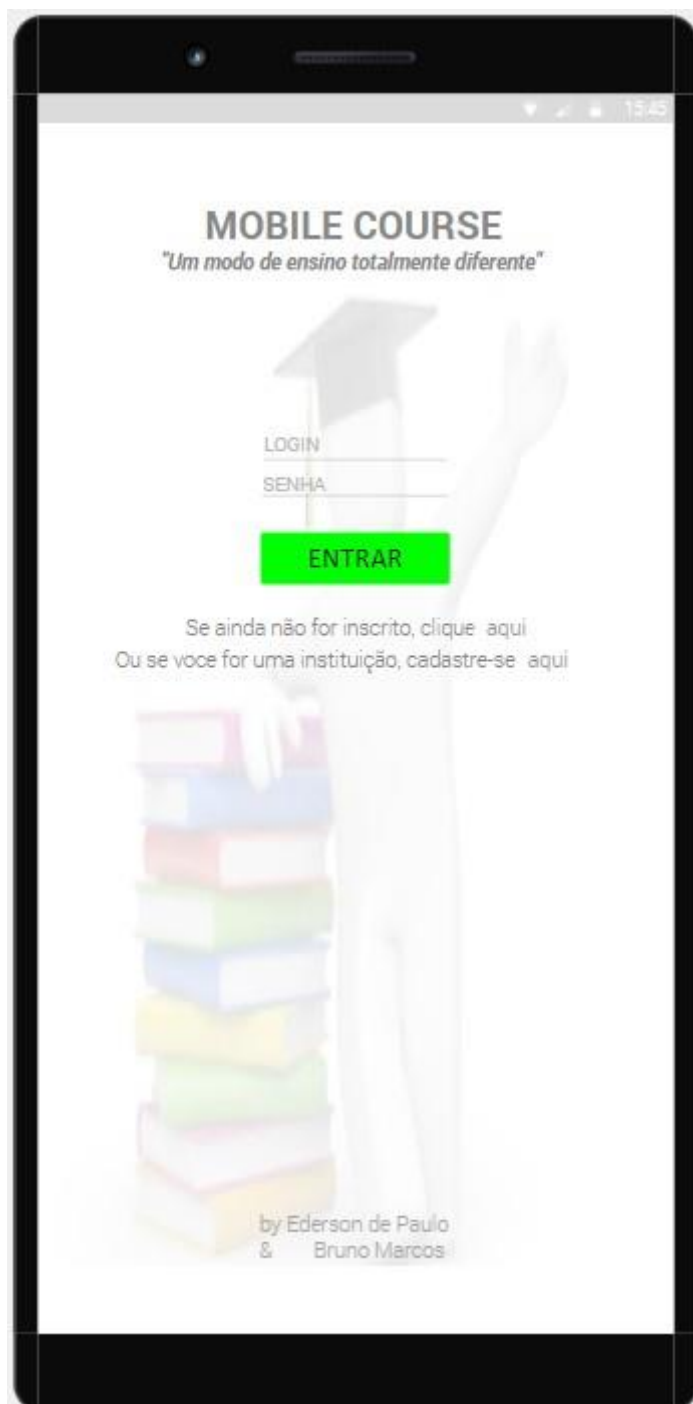 15:45
MOBILE COURSE
"Um modo de ensino totalmente diferente"
LOGIN
SENHA
ENTRAR
Se ainda não for inscrito, clique aqui
Ou se voce for uma instituição, cadastre-se aqui
by Ederson de Paulo
& Bruno Marcos